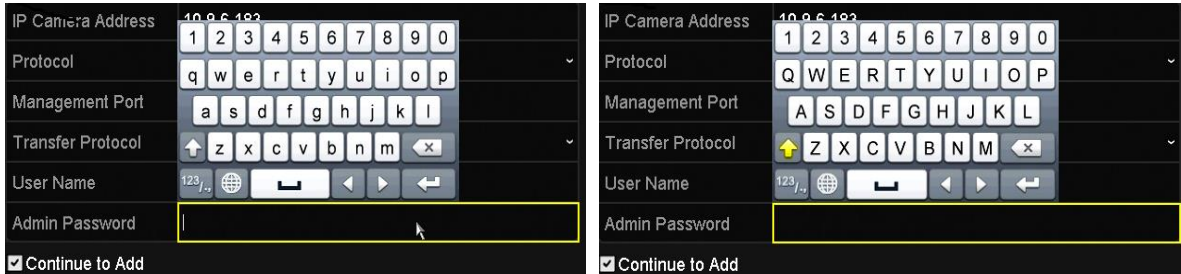 IP Camera Address
10.9.6.183
1 2 3 4 5 6 7 8 9 0
Protocol
q w e r t y u i o p
Management Port
a s d f g h j k l
Transfer Protocol
z x c v b n m
User Name
123/.,
Admin Password
Continue to Add
IP Camera Address
10.9.6.183
1 2 3 4 5 6 7 8 9 0
Protocol
Q W E R T Y U I O P
Management Port
A S D F G H J K L
Transfer Protocol
Z X C V B N M
User Name
123/.,
Admin Password
Continue to Add